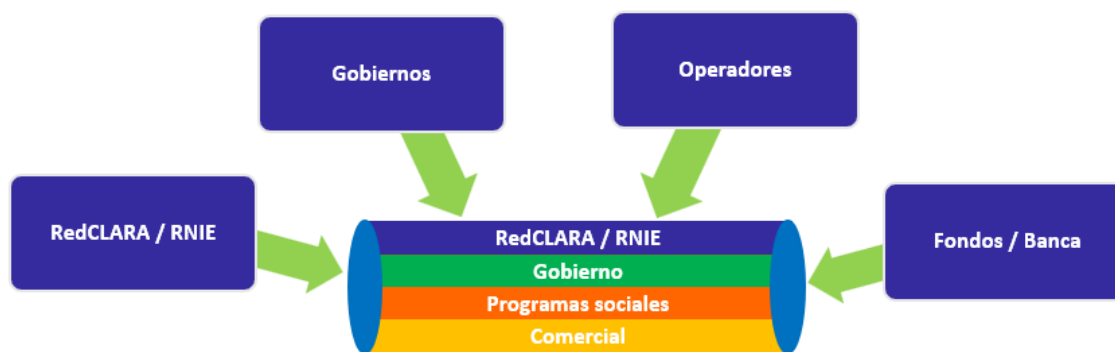 Gobiernos
Operadores
RedCLARA / RNIE
Fondos / Banca
RedCLARA / RNIE
Gobierno
Programas sociales
Comercial